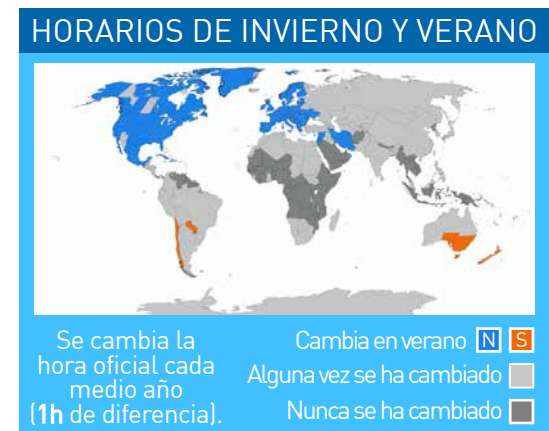 HORARIOS DE INVIERNO Y VERANO
Se cambia la
hora oficial cada
medio año
(1h de diferencia).
Cambia en verano N S
Alguna vez se ha cambiado
Nunca se ha cambiado